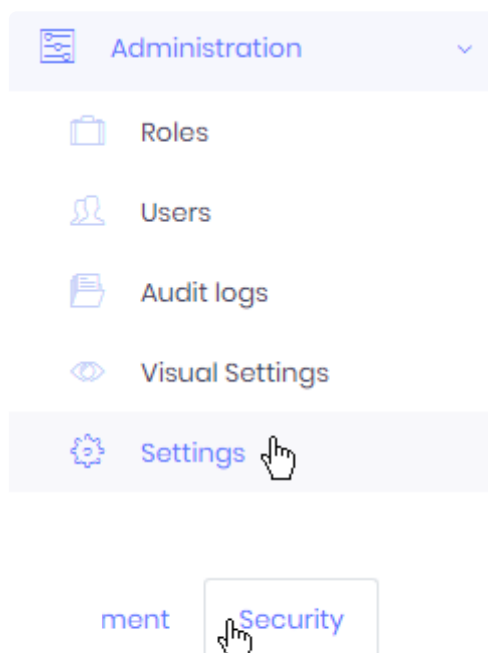 Administration
Roles
Users
Audit logs
Visual Settings
Settings
ment Security